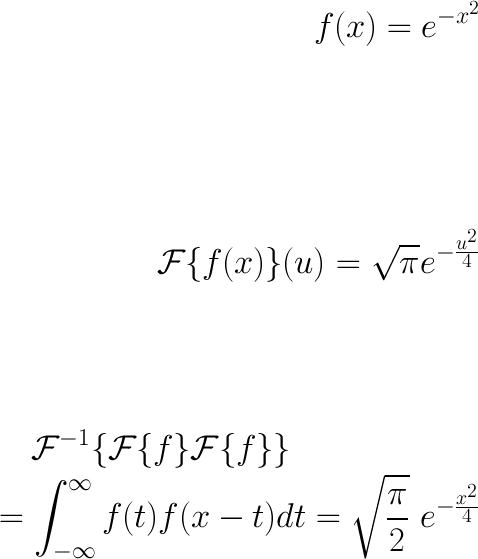 f(x) = e^{-x^2}
\mathcal{F}\{f(x)\}(u) = \sqrt{\pi} e^{-\frac{u^2}{4}}
\mathcal{F}^{-1}\{\mathcal{F}\{f\}\mathcal{F}\{f\}\}
= \int_{-\infty}^{\infty} f(t)f(x-t)dt = \sqrt{\frac{\pi}{2}} \, e^{-\frac{x^2}{4}}